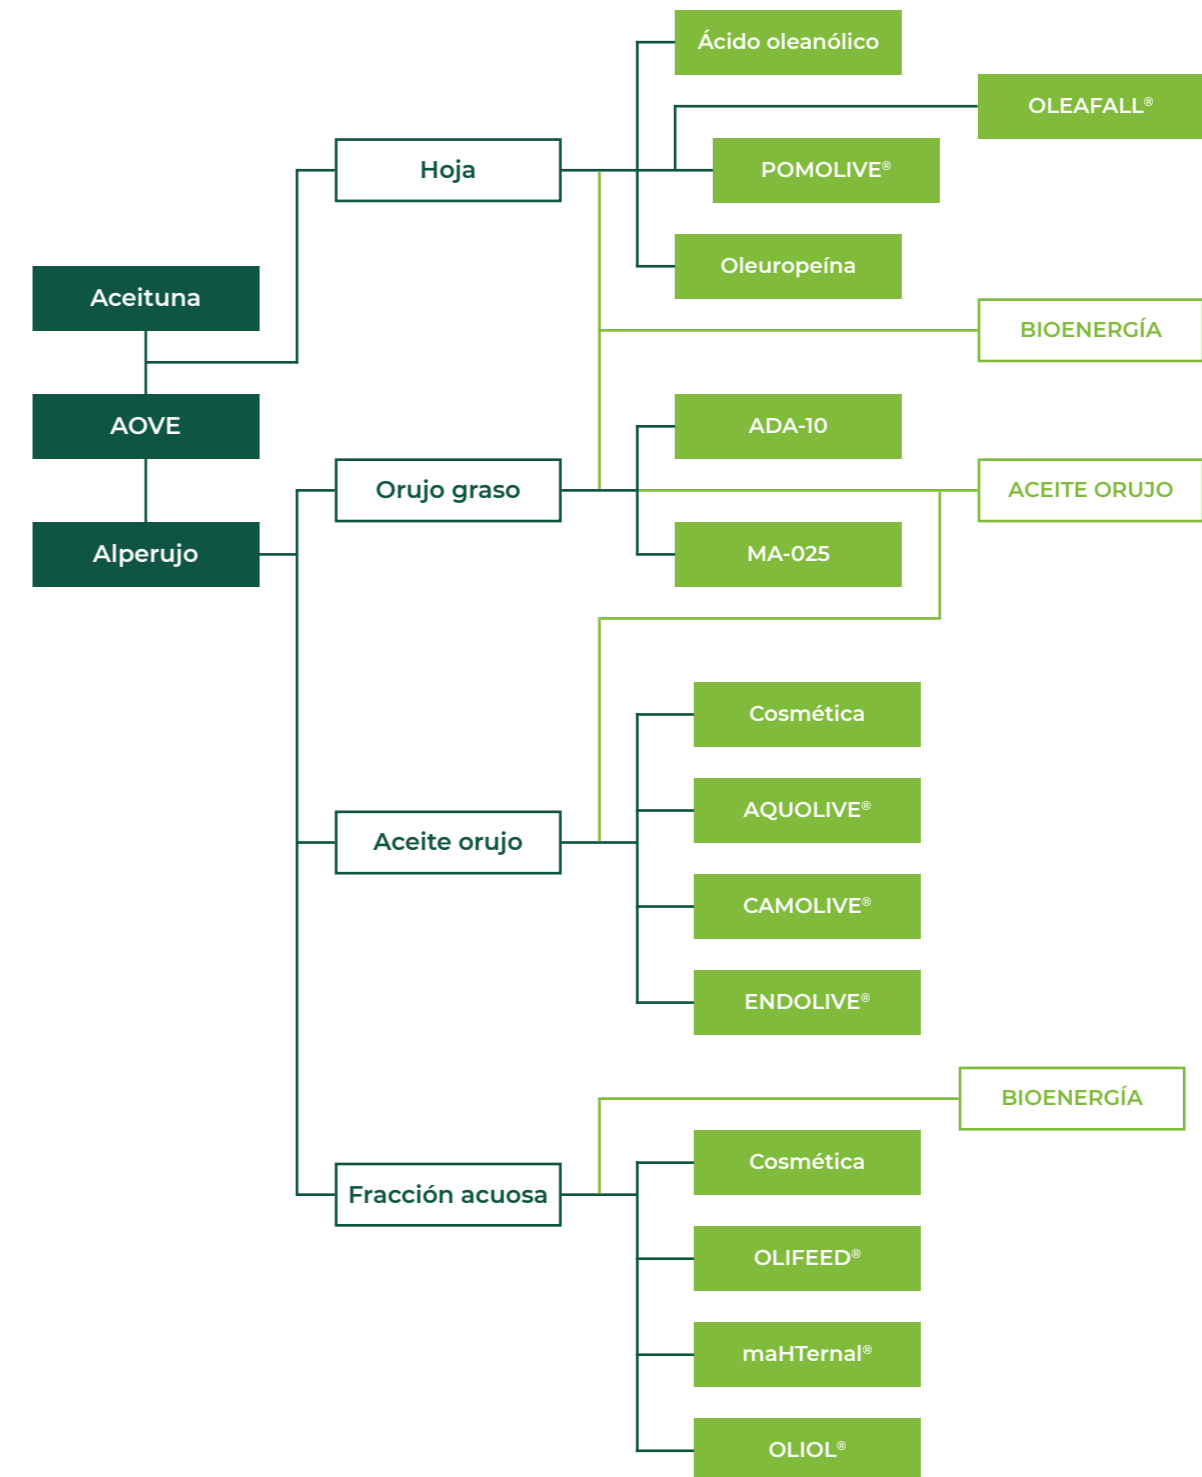 Ácido oleanólico
OLEAFALL®
Hoja
POMOLIVE®
Oleuropeína
Aceituna
BIOENERGÍA
AOVE
ADA-10
Orujo graso
ACEITE ORUJO
Alperujo
MA-025
Cosmética
AQUOLIVE®
Aceite orujo
CAMOLIVE®
ENDOLIVE®
BIOENERGÍA
Cosmética
Fracción acuosa
OLIFEED®
maHTernal®
OLIOL®